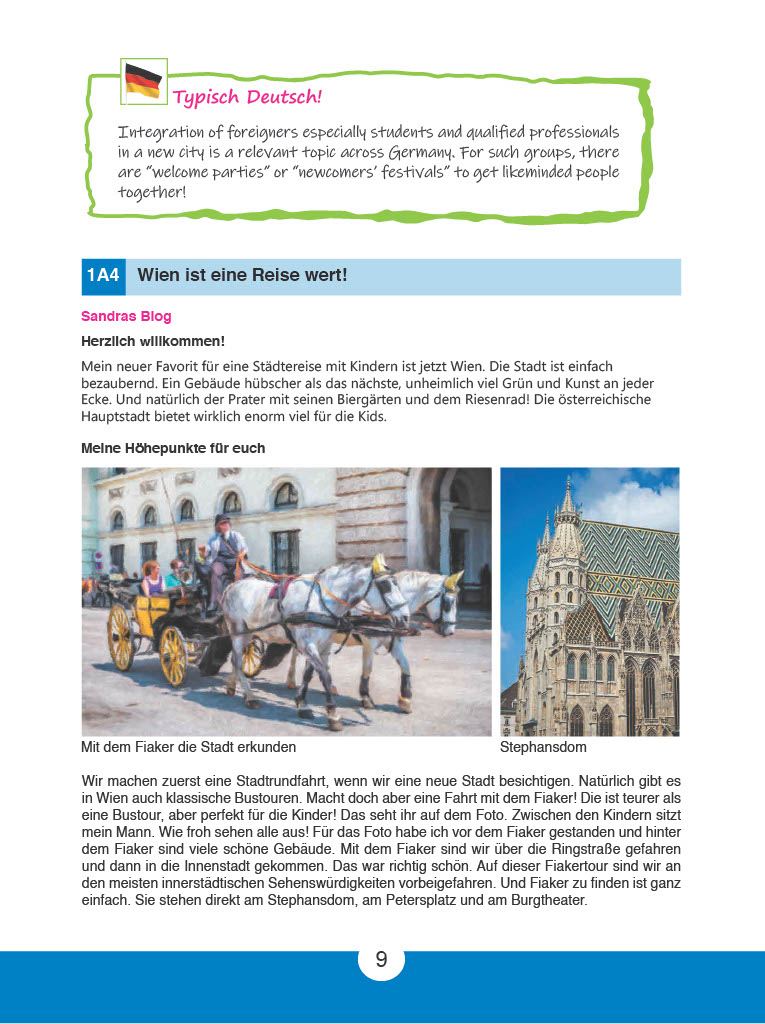 Typisch Deutsch!
Integration of foreigners especially students and qualified professionals
in a new city is a relevant topic across Germany. For such groups, there
are “welcome parties” or “newcomers’ festivals” to get likeminded people
together!
1A4 Wien ist eine Reise wert!
Sandras Blog
Herzlich willkommen!
Mein neuer Favorit für eine Städtereise mit Kindern ist jetzt Wien. Die Stadt ist einfach
bezaubernd. Ein Gebäude hübscher als das nächste, unheimlich viel Grün und Kunst an jeder
Ecke. Und natürlich der Prater mit seinen Biergärten und dem Riesenrad! Die österreichische
Hauptstadt bietet wirklich enorm viel für die Kids.
Meine Höhepunkte für euch
Mit dem Fiaker die Stadt erkunden
Stephansdom
Wir machen zuerst eine Stadtrundfahrt, wenn wir eine neue Stadt besichtigen. Natürlich gibt es
in Wien auch klassische Bustouren. Macht doch aber eine Fahrt mit dem Fiaker! Die ist teurer als
eine Bustour, aber perfekt für die Kinder! Das seht ihr auf dem Foto. Zwischen den Kindern sitzt
mein Mann. Wie froh sehen alle aus! Für das Foto habe ich vor dem Fiaker gestanden und hinter
dem Fiaker sind viele schöne Gebäude. Mit dem Fiaker sind wir über die Ringstraße gefahren
und dann in die Innenstadt gekommen. Das war richtig schön. Auf dieser Fiakertour sind wir an
den meisten innerstädtischen Sehenswürdigkeiten vorbeigefahren. Und Fiaker zu finden ist ganz
einfach. Sie stehen direkt am Stephansdom, am Petersplatz und am Burgtheater.
9